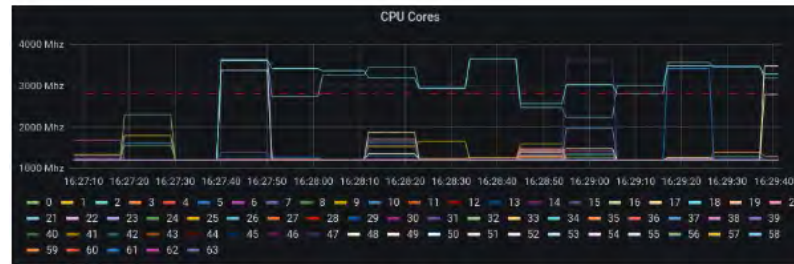 CPU Cores
4000 Mhz
3000 Mhz
2000 Mhz
1000 Mhz
16:27:10 16:27:20 16:27:30 16:27:40 16:27:50 16:28:00 16:28:10 16:28:20 16:28:30 16:28:40 16:28:50 16:29:00 16:29:10 16:29:20 16:29:30 16:29:40
0 1 2 3 4 5 6 7 8 9 10 11 12 13 14 15 16 17 18 19
21 22 23 24 25 26 27 28 29 30 31 32 33 34 35 36 37 38 39
40 41 42 43 44 45 46 47 48 49 50 51 52 53 54 55 56 57 58
59 60 61 62 63